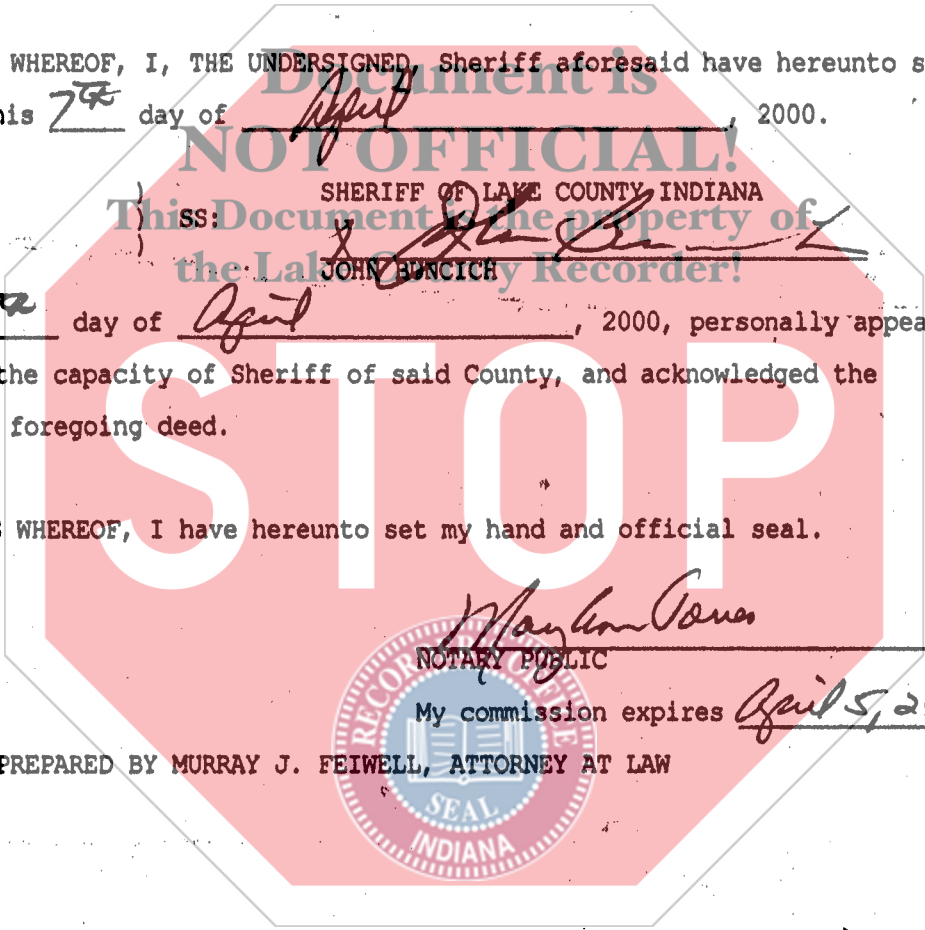 WHEREOF, I, THE UNDERSIGNED, Sheriff aforesaid have hereunto s
his 7th day of April, 2000.
Document is
NOT OFFICIAL!
This Document is the property of
the Lake County Recorder!
SHERIFF OF LAKE COUNTY INDIANA
) SS:
JOHN BUNCICH
day of April, 2000, personally appea
the capacity of Sheriff of said County, and acknowledged the
foregoing deed.
STOP
WHEREOF, I have hereunto set my hand and official seal.
Mary Ann
NOTARY PUBLIC
My commission expires April 5, 2
PREPARED BY MURRAY J. FEIWELL, ATTORNEY AT LAW
RECORDER OFFICE
SEAL
INDIANA